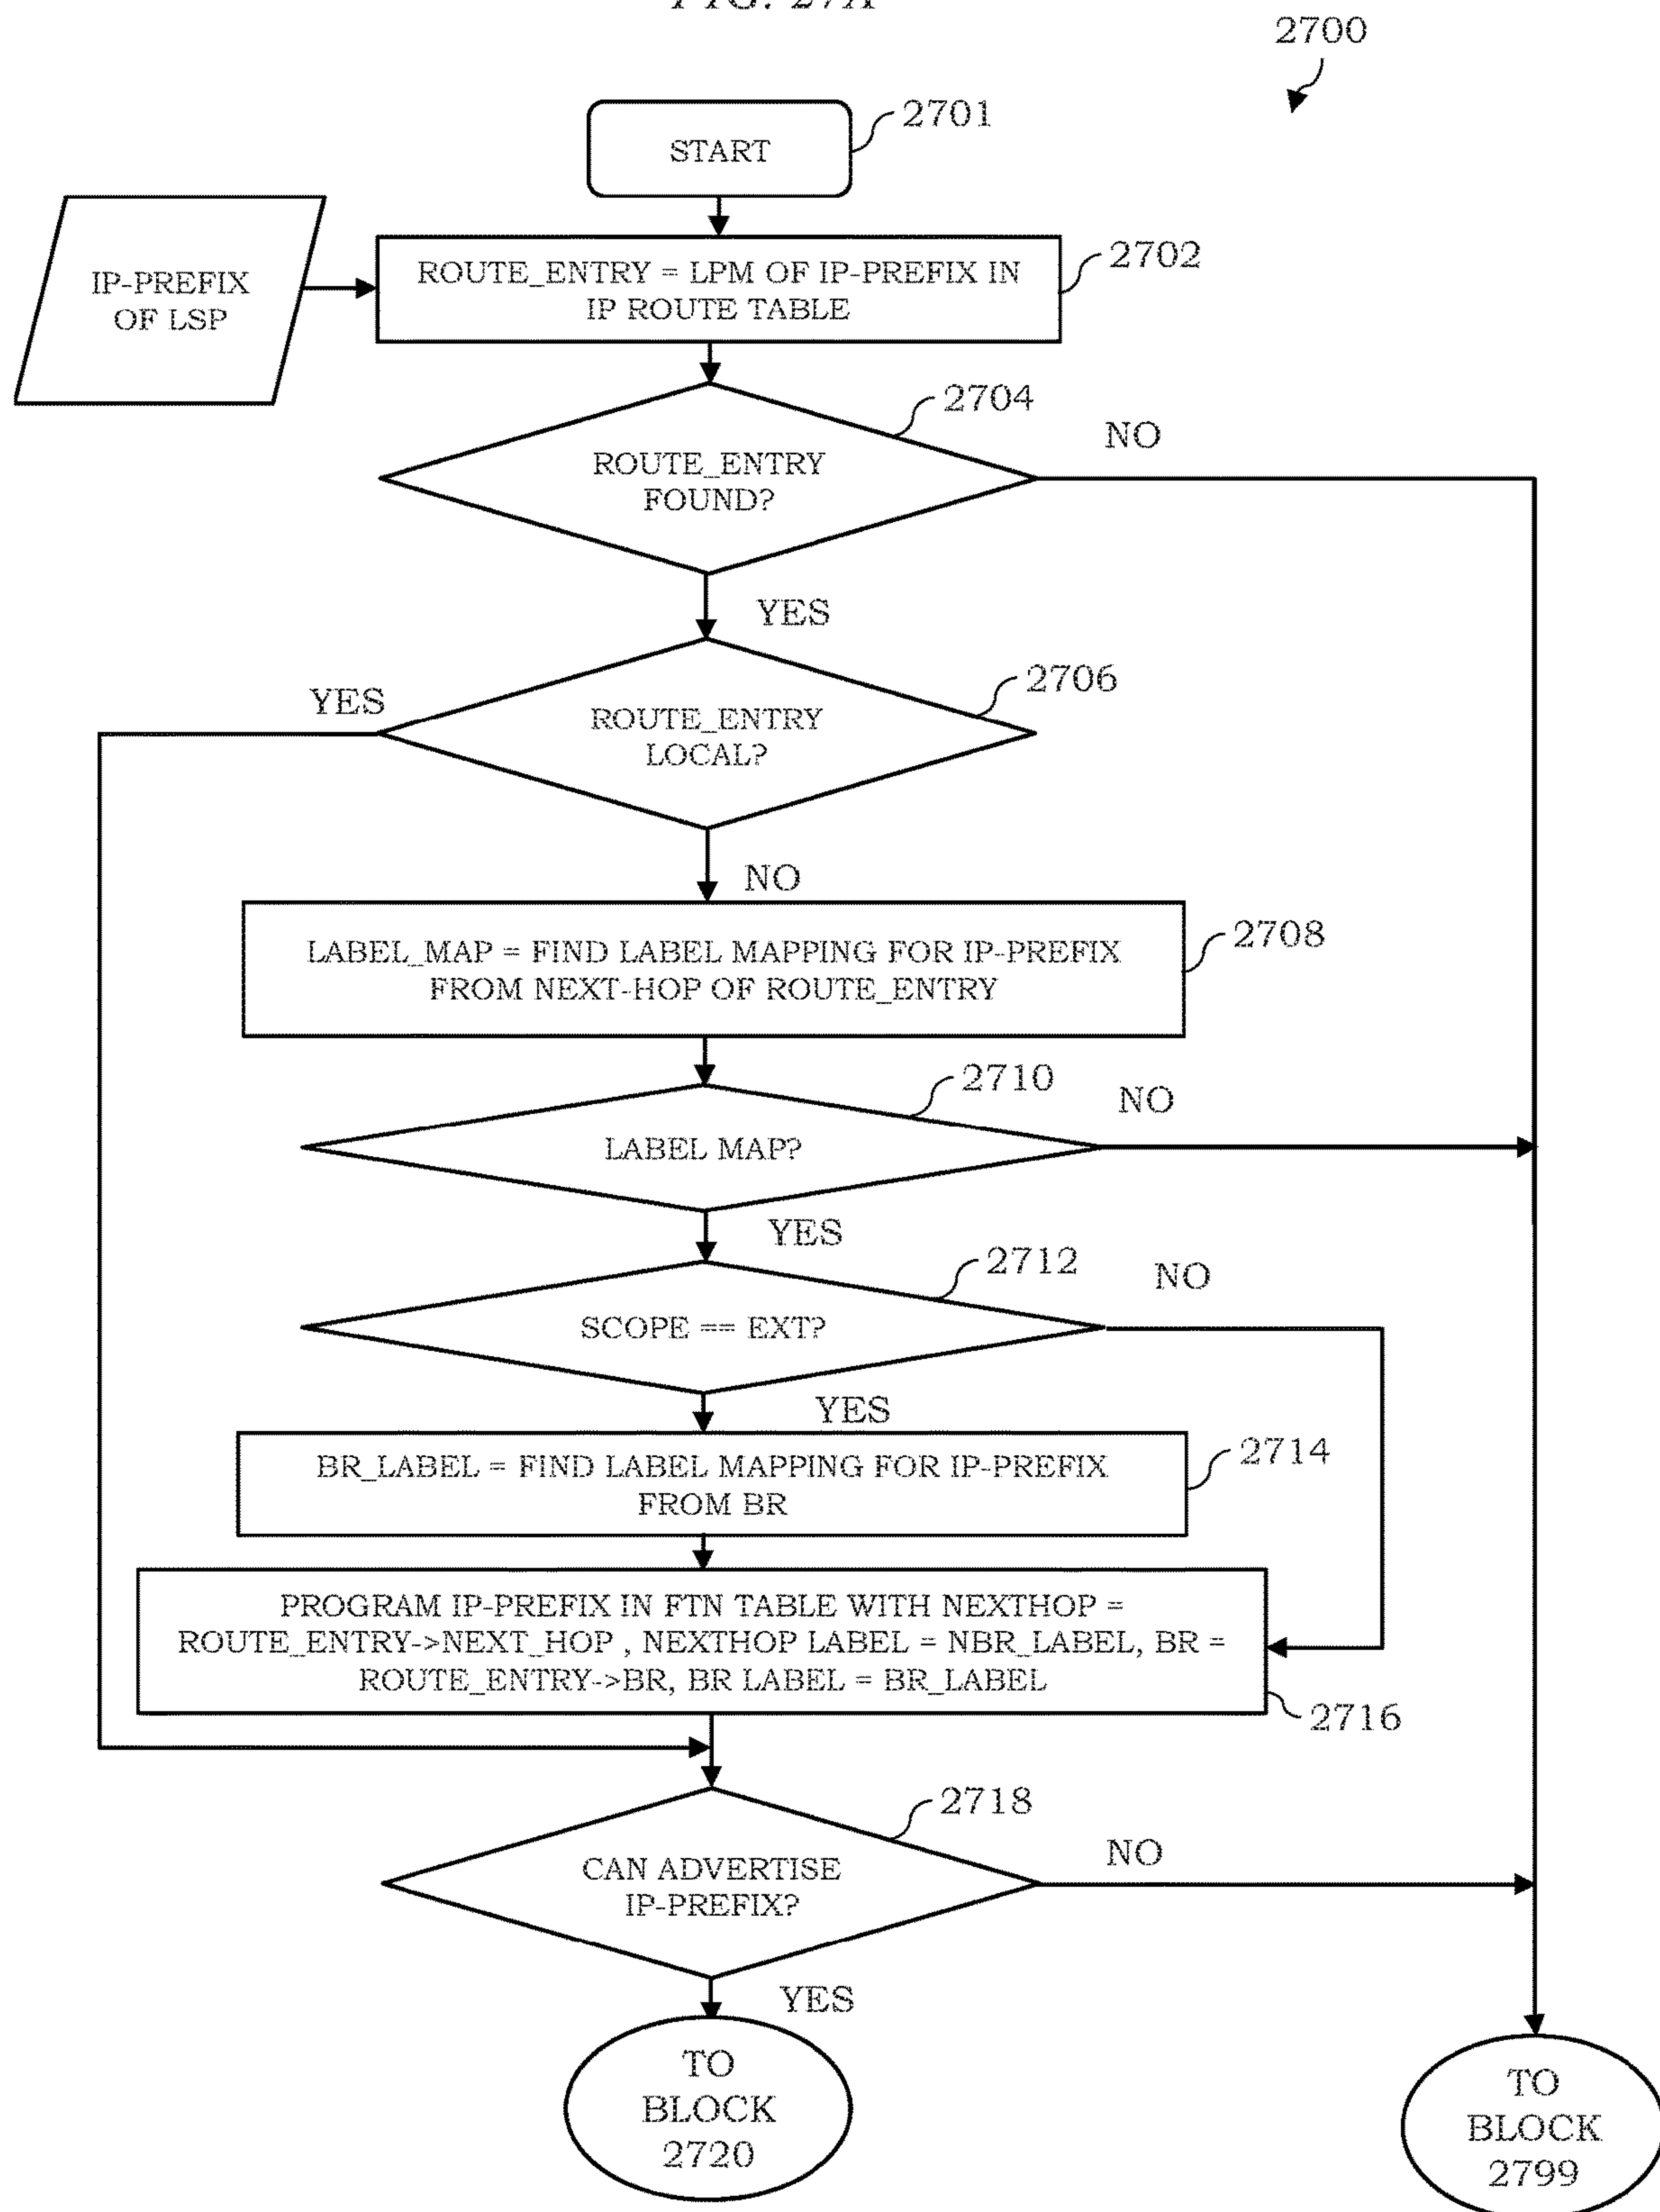 FIG. 27A
2700
2701
START
IP-PREFIX
OF LSP
2702
ROUTE_ENTRY = LPM OF IP-PREFIX IN
IP ROUTE TABLE
2704
NO
ROUTE_ENTRY
FOUND?
YES
2706
YES
ROUTE_ENTRY
LOCAL?
NO
2708
LABEL_MAP = FIND LABEL MAPPING FOR IP-PREFIX
FROM NEXT-HOP OF ROUTE_ENTRY
2710
NO
LABEL MAP?
YES
2712
NO
SCOPE == EXT?
YES
2714
BR_LABEL = FIND LABEL MAPPING FOR IP-PREFIX
FROM BR
PROGRAM IP-PREFIX IN FTN TABLE WITH NEXTHOP =
ROUTE_ENTRY->NEXT_HOP , NEXTHOP LABEL = NBR_LABEL, BR =
ROUTE_ENTRY->BR, BR LABEL = BR_LABEL
2716
2718
NO
CAN ADVERTISE
IP-PREFIX?
YES
TO
BLOCK
2720
TO
BLOCK
2799